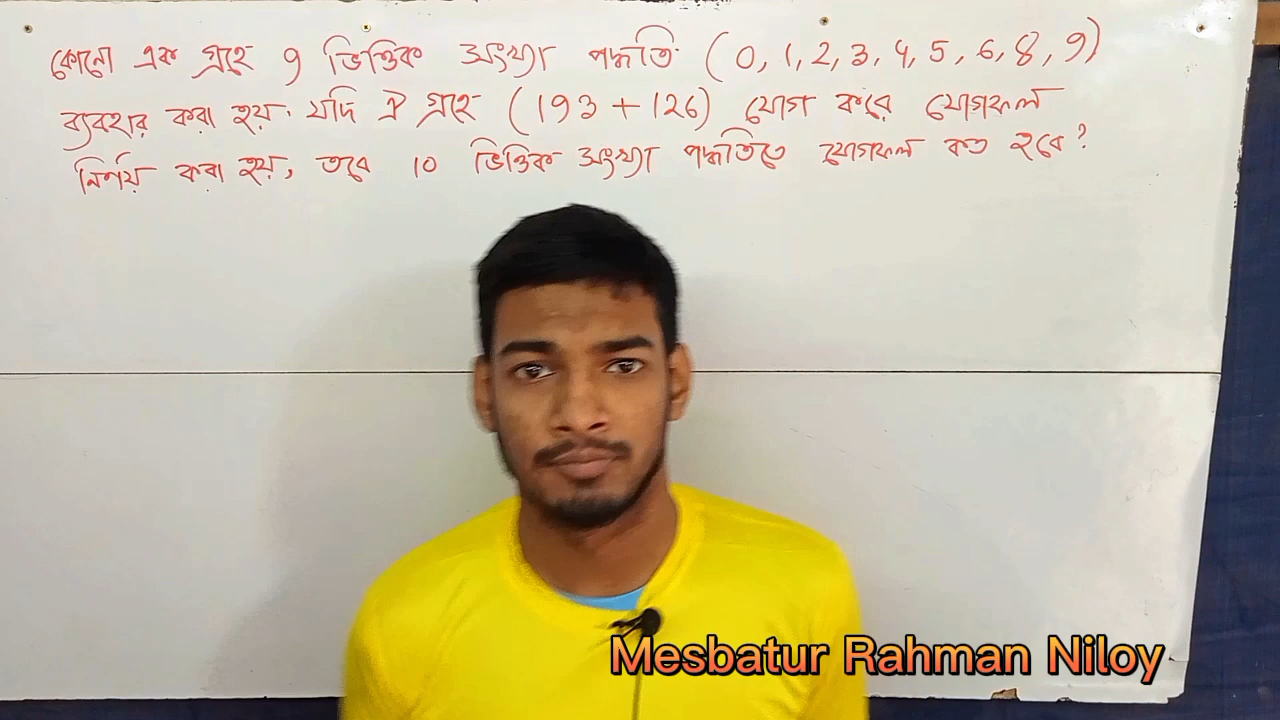 কোনো এক গ্রহে 9 ভিত্তিক সংখ্যা পদ্ধতি (0, 1, 2, 3, 4, 5, 6, 8, 9)
ব্যবহার করা হয়. যদি ঐ গ্রহে (193 + 126) যোগ করে যোগফল
নির্ণয় করা হয়, তবে 10 ভিত্তিক সংখ্যা পদ্ধতিতে যোগফল কত হবে?
Mesbatur Rahman Niloy